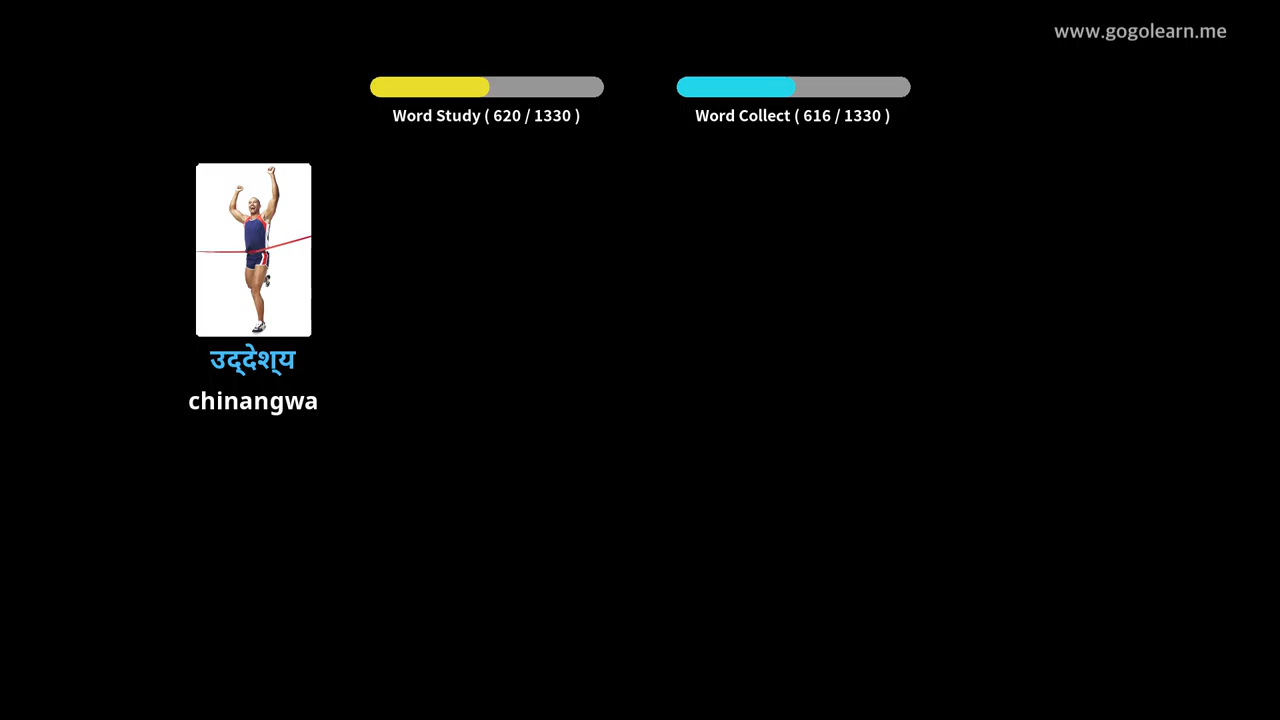 www.gogolearn.me
Word Study ( 620 / 1330 )
Word Collect ( 616 / 1330 )
उद्देश्य
chinangwa